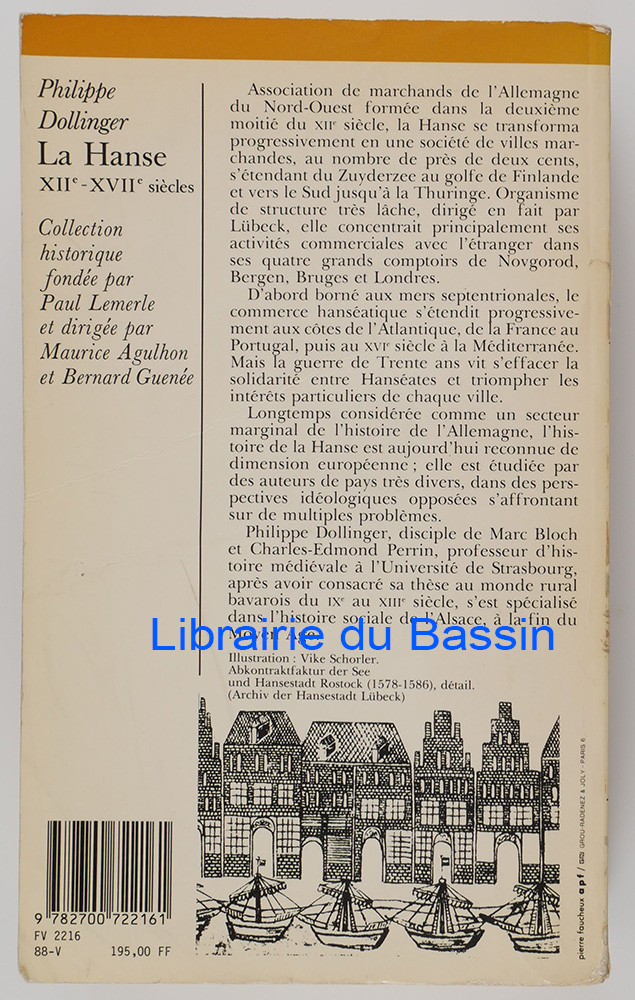 Philippe
Dollinger
La Hanse
XIIe-XVIIe siècles
Collection
historique
fondée par
Paul Lemerle
et dirigée par
Maurice Agulhon
et Bernard Guenée
Association de marchands de l'Allemagne
du Nord-Ouest formée dans la deuxième
moitié du XIIe siècle, la Hanse se transforma
progressivement en une société de villes mar-
chandes, au nombre de près de deux cents,
s'étendant du Zuyderzee au golfe de Finlande
et vers le Sud jusqu'à la Thuringe. Organisme
de structure très lâche, dirigé en fait par
Lübeck, elle concentrait principalement ses
activités commerciales avec l'étranger dans
ses quatre grands comptoirs de Novgorod,
Bergen, Bruges et Londres.
D'abord borné aux mers septentrionales, le
commerce hanséatique s'étendit progressive-
ment aux côtes de l'Atlantique, de la France au
Portugal, puis au XVIe siècle à la Méditerranée.
Mais la guerre de Trente ans vit s'effacer la
solidarité entre Hanséates et triompher les
intérêts particuliers de chaque ville.
Longtemps considérée comme un secteur
marginal de l'histoire de l'Allemagne, l'his-
toire de la Hanse est aujourd'hui reconnue de
dimension européenne ; elle est étudiée par
des auteurs de pays très divers, dans des pers-
pectives idéologiques opposées s'affrontant
sur de multiples problèmes.
Philippe Dollinger, disciple de Marc Bloch
et Charles-Edmond Perrin, professeur d'his-
toire médiévale à l'Université de Strasbourg,
après avoir consacré sa thèse au monde rural
bavarois du IXe au XIIIe siècle, s'est spécialisé
dans l'histoire sociale de l'Alsace, à la fin du
Moyen Age.
Librairie du Bassin
Illustration : Vike Schorler.
Abkontraktfaktur der See
und Hansestadt Rostock (1578-1586), détail.
(Archiv der Hansestadt Lübeck)
pierre faucheux apf / GRJ GROU-RADENEZ & JOLY - PARIS 6
9 782700 722161
FV 2216
88-V 195,00 FF